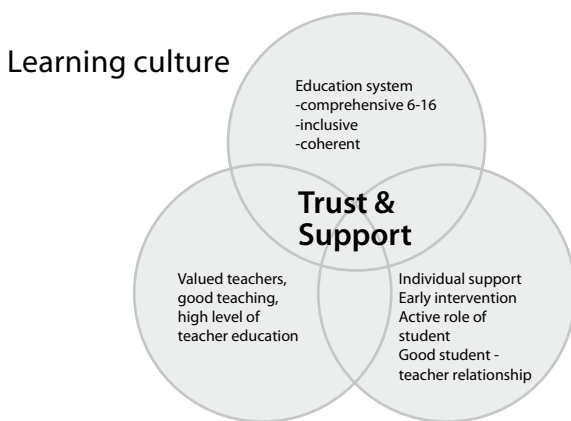 Learning culture
Education system
-comprehensive 6-16
-inclusive
-coherent
Trust &
Support
Valued teachers,
good teaching,
high level of
teacher education
Individual support
Early intervention
Active role of
student
Good student -
teacher relationship